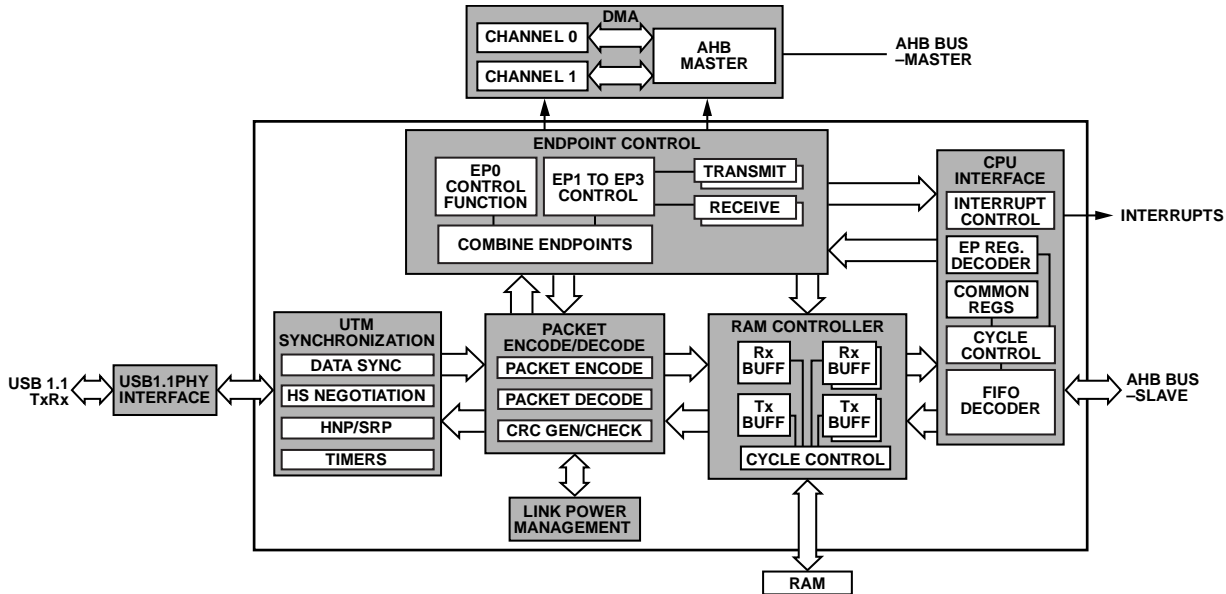 DMA
CHANNEL 0
CHANNEL 1
AHB
MASTER
AHB BUS
–MASTER
ENDPOINT CONTROL
EP0
CONTROL
FUNCTION
EP1 TO EP3
CONTROL
TRANSMIT
RECEIVE
COMBINE ENDPOINTS
CPU
INTERFACE
INTERRUPT
CONTROL
INTERRUPTS
EP REG.
DECODER
COMMON
REGS
CYCLE
CONTROL
FIFO
DECODER
AHB BUS
–SLAVE
UTM
SYNCHRONIZATION
DATA SYNC
HS NEGOTIATION
HNP/SRP
TIMERS
USB 1.1
TxRx
USB1.1PHY
INTERFACE
PACKET
ENCODE/DECODE
PACKET ENCODE
PACKET DECODE
CRC GEN/CHECK
LINK POWER
MANAGEMENT
RAM CONTROLLER
Rx
BUFF
Rx
BUFF
Tx
BUFF
Tx
BUFF
CYCLE CONTROL
RAM